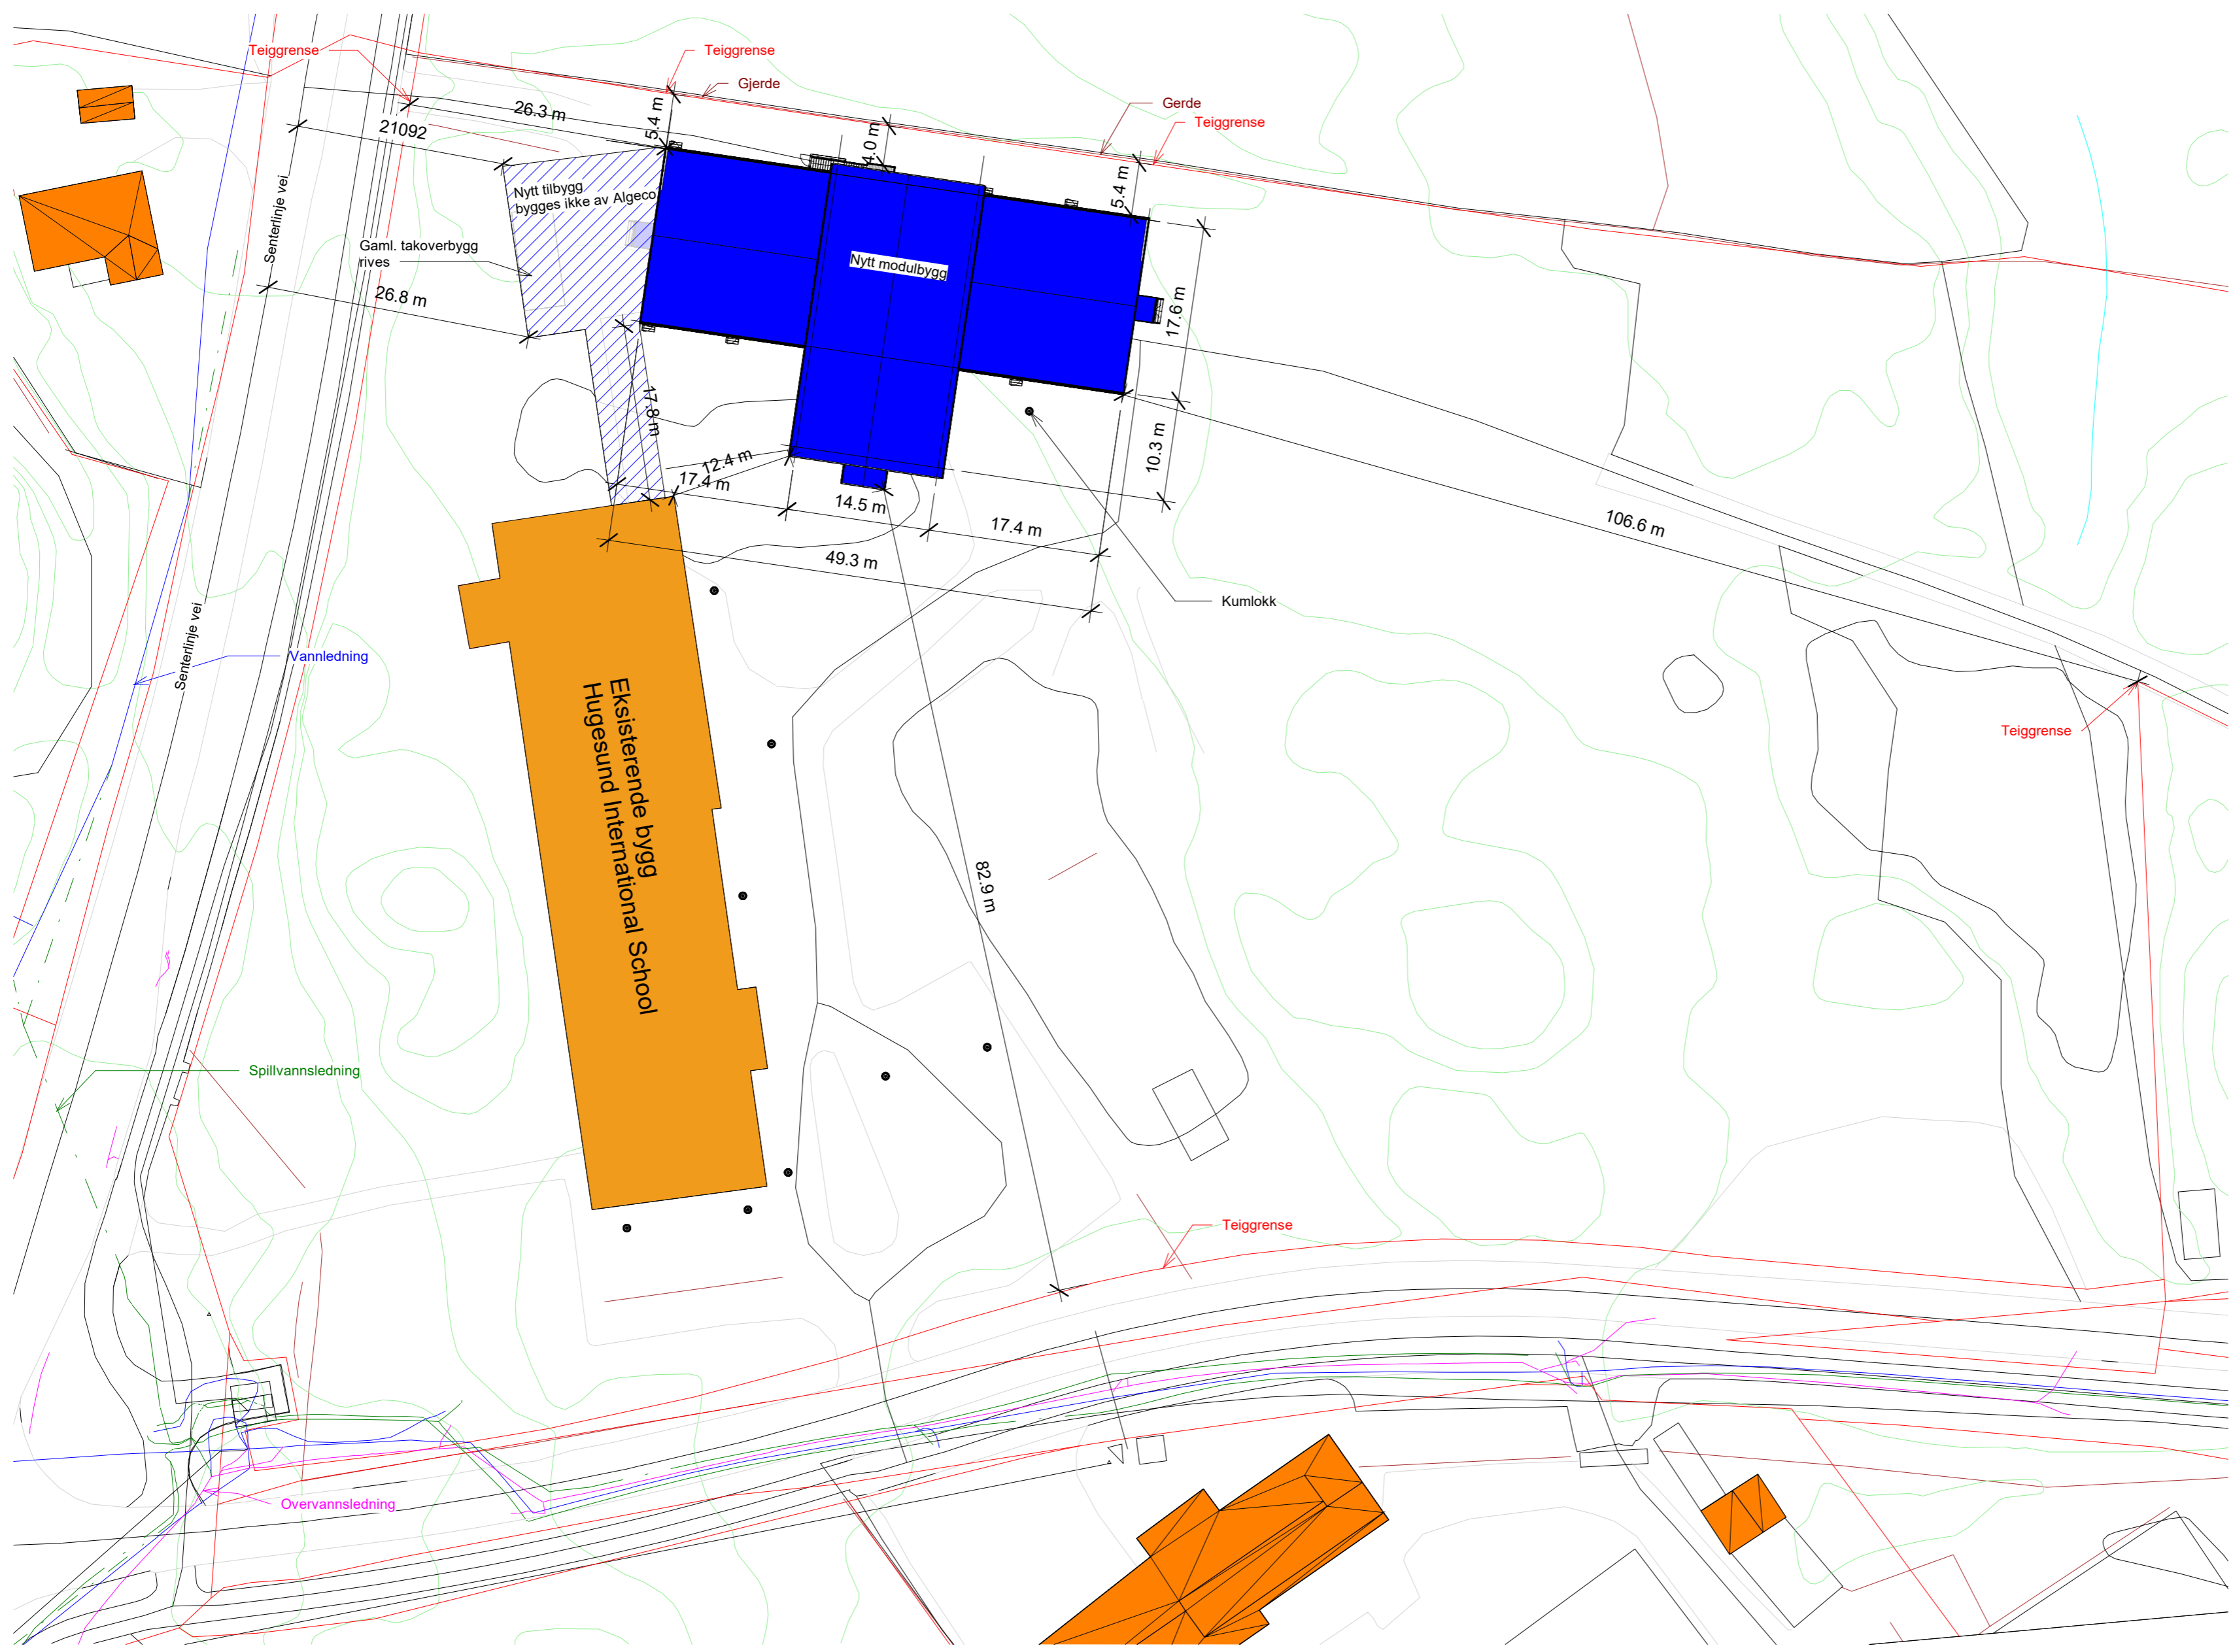 Teiggrense
Teiggrense
Gjerde
Gerde
Teiggrense
26.3 m
21092
5.4 m
4.0 m
5.4 m
Senterlinje vei
Nytt tilbygg
bygges ikke av Algeco
Gaml. takoverbygg
rives
26.8 m
Nytt modulbygg
17.6 m
17.8 m
10.3 m
12.4 m
17.4 m
14.5 m
17.4 m
49.3 m
106.6 m
Kumlokk
Senterlinje vei
Vannledning
Eksisterende bygg
Hugesund International School
Teiggrense
82.9 m
Spillvannsledning
Teiggrense
Overvannsledning